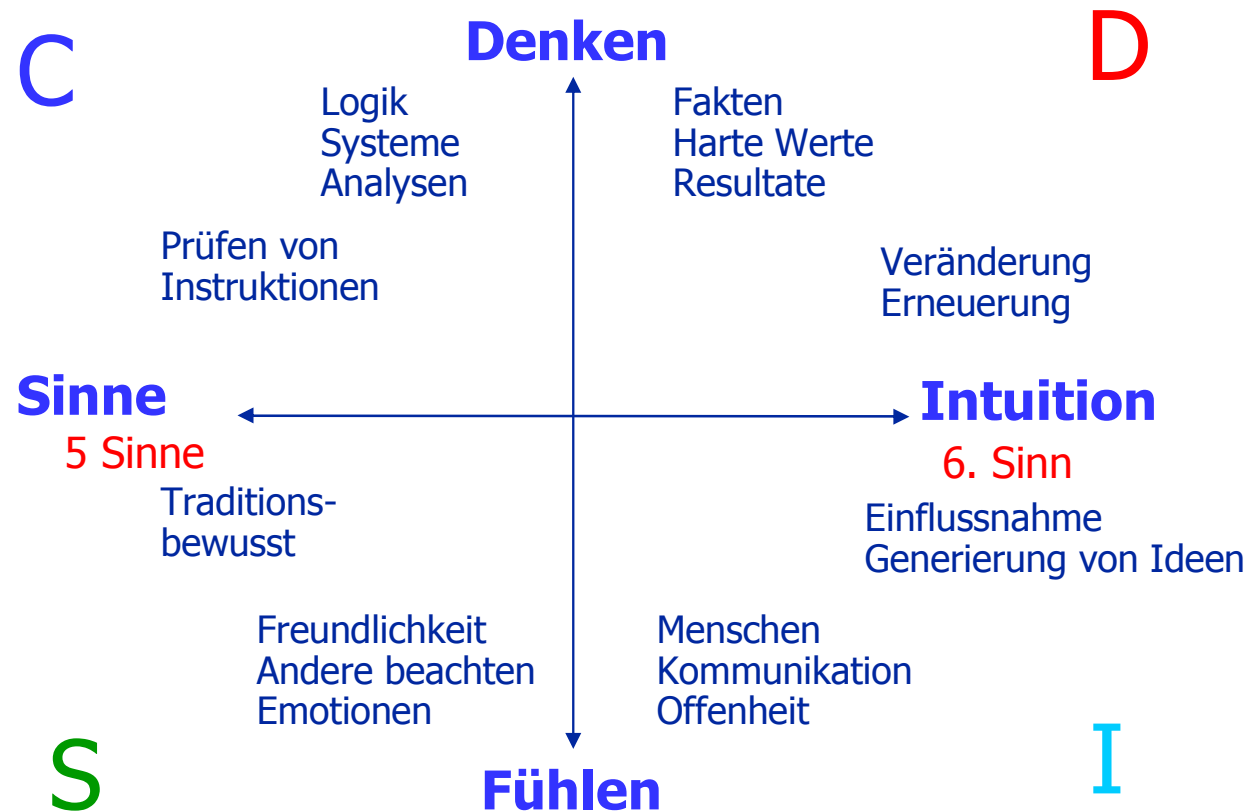 C
Denken
D
Logik
Systeme
Analysen
Fakten
Harte Werte
Resultate
Prüfen von
Instruktionen
Veränderung
Erneuerung
Sinne
5 Sinne
Intuition
6. Sinn
Traditions-
bewusst
Einflussnahme
Generierung von Ideen
Freundlichkeit
Andere beachten
Emotionen
Menschen
Kommunikation
Offenheit
S
Fühlen
I